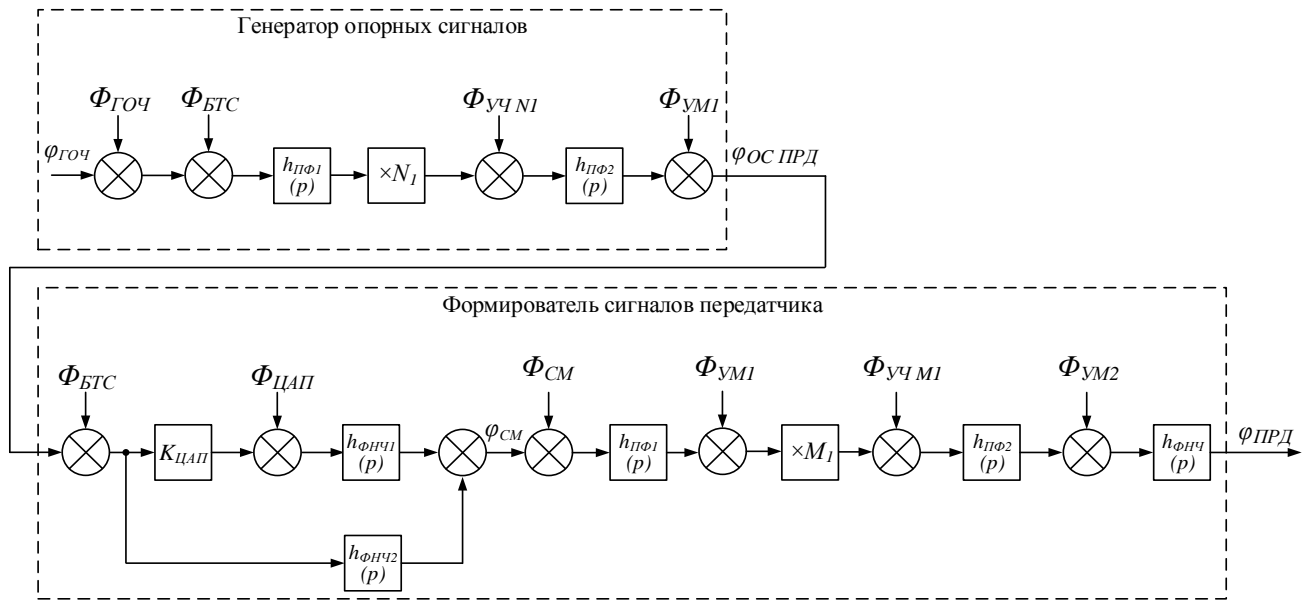 Генератор опорных сигналов
Φ_ГОЧ
Φ_БТС
Φ_УЧ N1
Φ_УМ1
φ_ГОЧ
h_ПФ1 (p)
×N_1
h_ПФ2 (p)
φ_ОС ПРД
Формирователь сигналов передатчика
Φ_БТС
Φ_ЦАП
Φ_СМ
Φ_УМ1
Φ_УЧ М1
Φ_УМ2
K_ЦАП
h_ФНЧ1 (p)
φ_СМ
h_ПФ1 (p)
×M_1
h_ПФ2 (p)
h_ФНЧ (p)
φ_ПРД
h_ФНЧ2 (p)